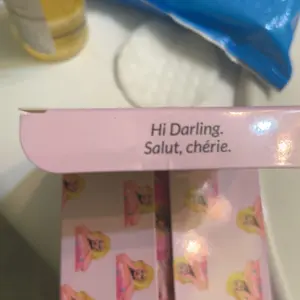 Hi Darling.
Salut, chérie.